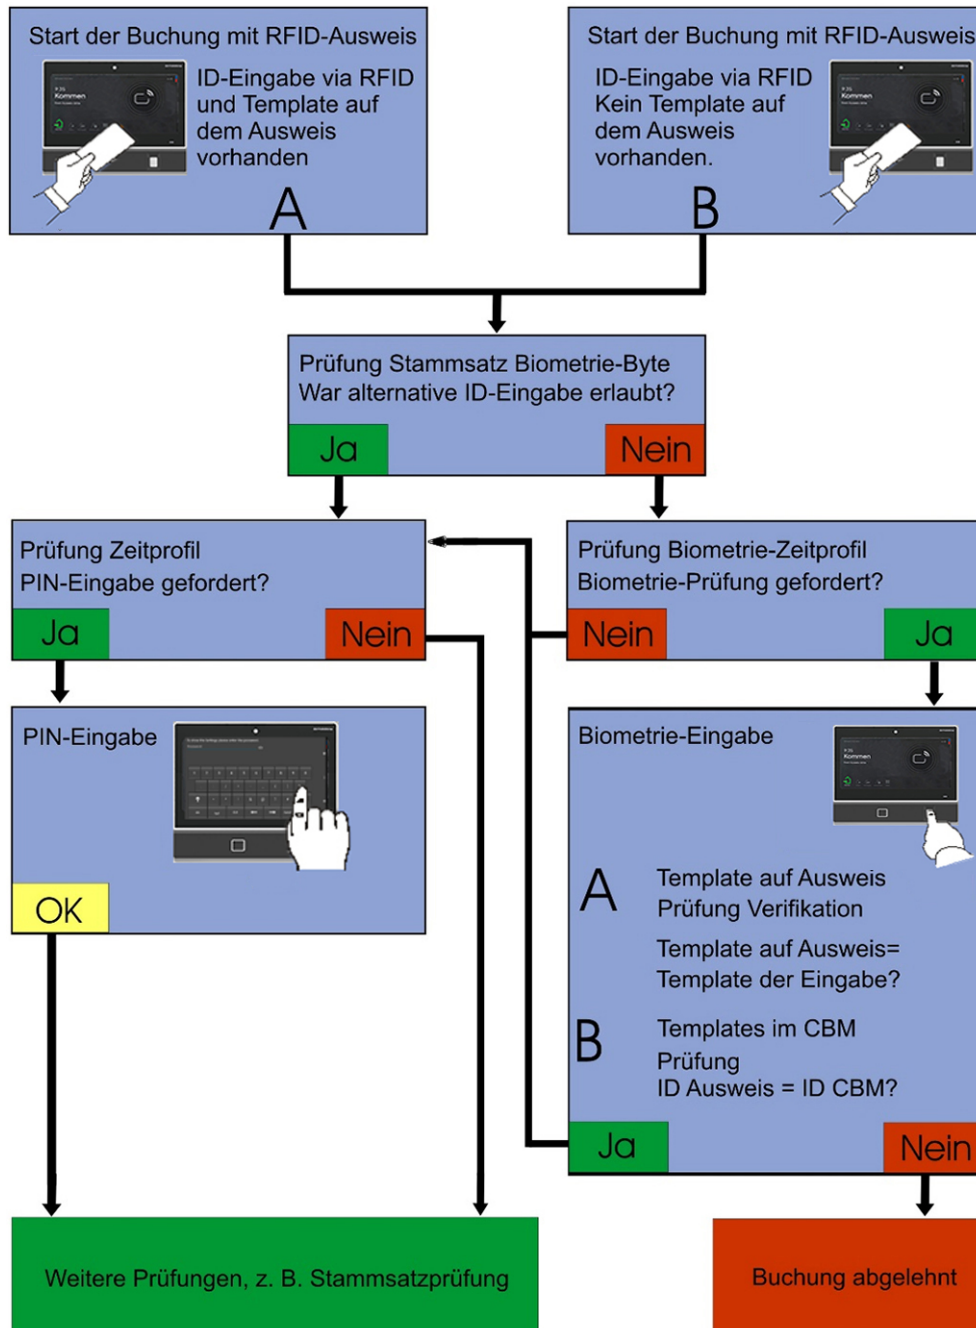 Start der Buchung mit RFID-Ausweis
ID-Eingabe via RFID
und Template auf
dem Ausweis
vorhanden
Kommen
A
Start der Buchung mit RFID-Ausweis
ID-Eingabe via RFID
Kein Template auf
dem Ausweis
vorhanden.
Kommen
B
Prüfung Stammsatz Biometrie-Byte
War alternative ID-Eingabe erlaubt?
Ja
Nein
Prüfung Zeitprofil
PIN-Eingabe gefordert?
Ja
Nein
Prüfung Biometrie-Zeitprofil
Biometrie-Prüfung gefordert?
Nein
Ja
PIN-Eingabe
OK
Biometrie-Eingabe
Kommen
A
Template auf Ausweis
Prüfung Verifikation
Template auf Ausweis=
Template der Eingabe?
B
Templates im CBM
Prüfung
ID Ausweis = ID CBM?
Ja
Nein
Weitere Prüfungen, z. B. Stammsatzprüfung
Buchung abgelehnt